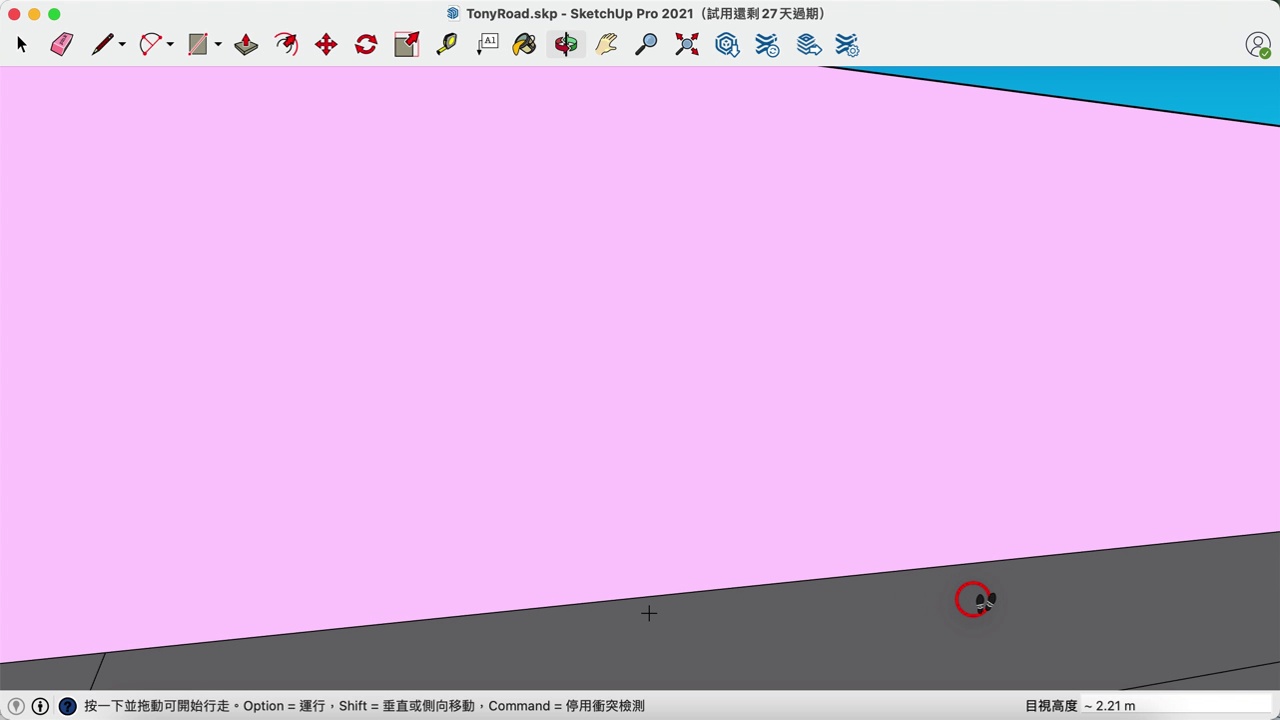 TonyRoad.skp - SketchUp Pro 2021（試用還剩 27 天過期）
A1
按一下並拖動可開始行走。Option = 運行，Shift = 垂直或側向移動，Command = 停用衝突檢測
目視高度 ~ 2.21 m